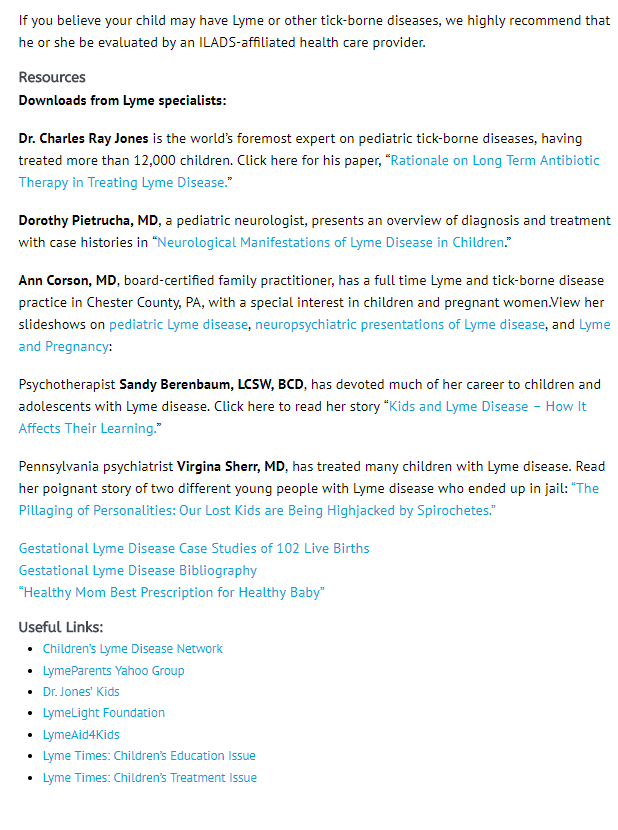 If you believe your child may have Lyme or other tick-borne diseases, we highly recommend that
he or she be evaluated by an ILADS-affiliated health care provider.
Resources
Downloads from Lyme specialists:
Dr. Charles Ray Jones is the world's foremost expert on pediatric tick-borne diseases, having
treated more than 12,000 children. Click here for his paper, “Rationale on Long Term Antibiotic
Therapy in Treating Lyme Disease.”
Dorothy Pietrucha, MD, a pediatric neurologist, presents an overview of diagnosis and treatment
with case histories in “Neurological Manifestations of Lyme Disease in Children.”
Ann Corson, MD, board-certified family practitioner, has a full time Lyme and tick-borne disease
practice in Chester County, PA, with a special interest in children and pregnant women.View her
slideshows on pediatric Lyme disease, neuropsychiatric presentations of Lyme disease, and Lyme
and Pregnancy:
Psychotherapist Sandy Berenbaum, LCSW, BCD, has devoted much of her career to children and
adolescents with Lyme disease. Click here to read her story “Kids and Lyme Disease – How It
Affects Their Learning.”
Pennsylvania psychiatrist Virgina Sherr, MD, has treated many children with Lyme disease. Read
her poignant story of two different young people with Lyme disease who ended up in jail: “The
Pillaging of Personalities: Our Lost Kids are Being Highjacked by Spirochetes.”
Gestational Lyme Disease Case Studies of 102 Live Births
Gestational Lyme Disease Bibliography
“Healthy Mom Best Prescription for Healthy Baby”
Useful Links:
• Children's Lyme Disease Network
• LymeParents Yahoo Group
• Dr. Jones' Kids
• LymeLight Foundation
• LymeAid4Kids
• Lyme Times: Children's Education Issue
• Lyme Times: Children's Treatment Issue